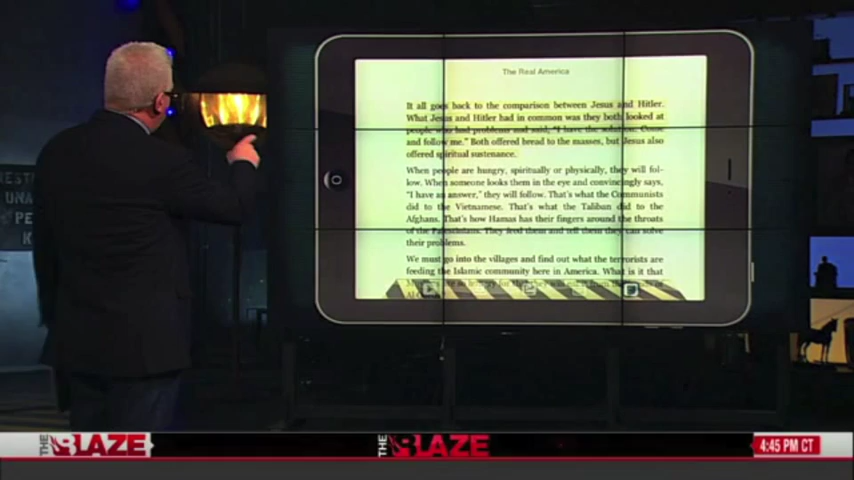 The Real America
It all goes back to the comparison between Jesus and Hitler.
What Jesus and Hitler had in common was they both looked at
people who had problems and said, "I have the solution. Come
and follow me." Both offered bread to the masses, but Jesus also
offered spiritual sustenance.
When people are hungry, spiritually or physically, they will fol-
low. When someone looks them in the eye and convincingly says,
"I have an answer," they will follow. That's what the Communists
did to the Vietnamese. That's what the Taliban did to the
Afghans. That's how Hamas has their fingers around the throats
of the Palestinians. They feed them and tell them they can solve
their problems.
We must go into the villages and find out what the terrorists are
feeding the Islamic community here in America. What is it that
THE BLAZE
THE BLAZE
4:45 PM CT